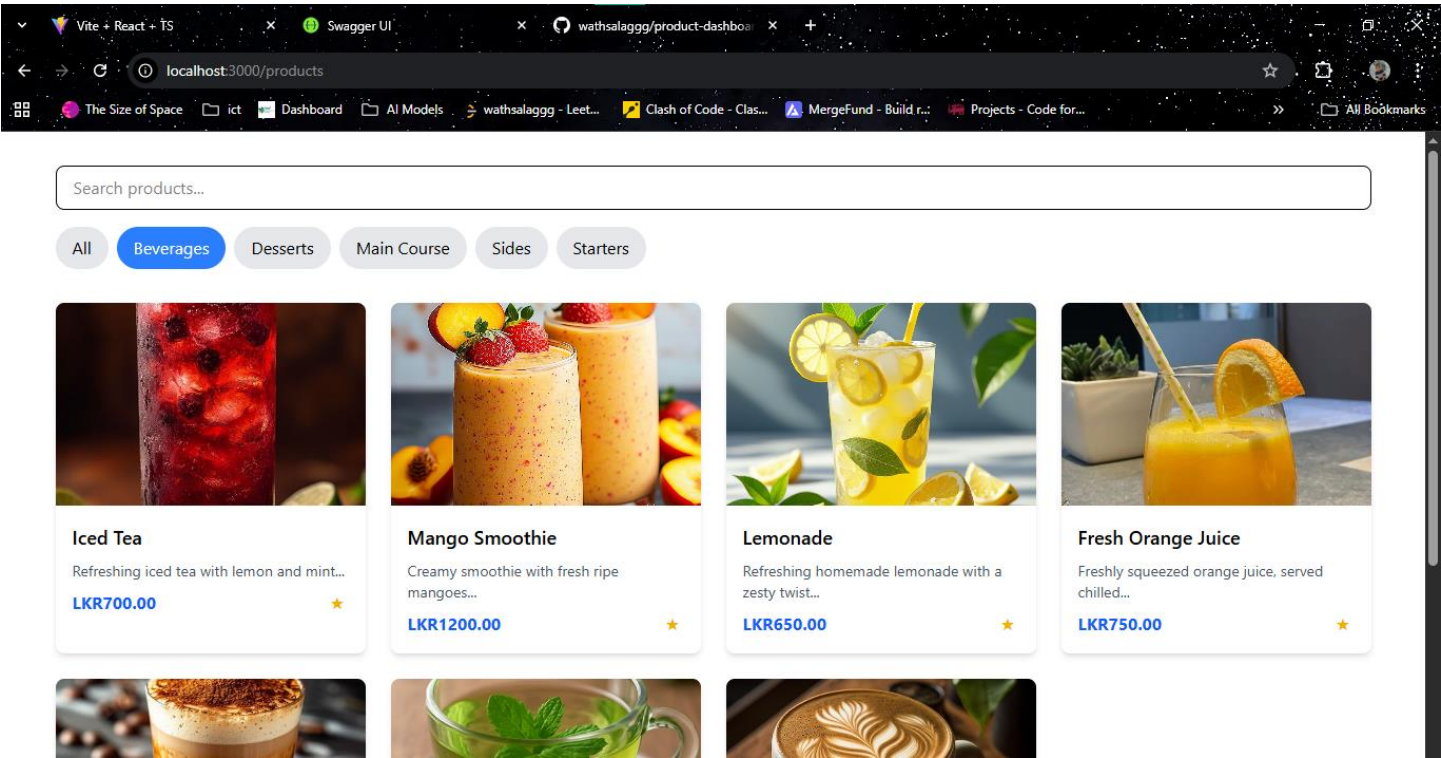 Vite + React + TS
Swagger UI
wathsalaggg/product-dashboa
localhost:3000/products
The Size of Space
ict
Dashboard
AI Models
wathsalaggg - Leet...
Clash of Code - Clas...
MergeFund - Build r...
Projects - Code for...
All Bookmarks
Search products...
All
Beverages
Desserts
Main Course
Sides
Starters
Iced Tea
Refreshing iced tea with lemon and mint...
LKR700.00
Mango Smoothie
Creamy smoothie with fresh ripe
mangoes...
LKR1200.00
Lemonade
Refreshing homemade lemonade with a
zesty twist...
LKR650.00
Fresh Orange Juice
Freshly squeezed orange juice, served
chilled...
LKR750.00